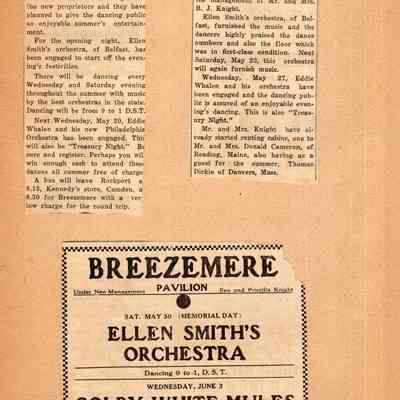 the new proprietors and they have
planned to give the dancing public
an enjoyable summer's entertain-
ment.
For the opening night, Ellen
Smith's orchestra, of Belfast, has
been engaged to start off the eve-
ing's festivities.
There will be dancing every
Wednesday and Saturday evening
throughout the summer with music
by the best orchestras in the state.
Dancing will be from 9 to 1 D.S.T.
Next Wednesday, May 20, Eddie
Whalen and his new Philadelphia
Orchestra has been engaged. This
will also be "Treasury Night." Be
sure and register. Perhaps you will
win enough cash to attend these
dances all summer free of charge
A bus will leave Rockport a
8.15, Kennedy's store, Camden, a
8.30 for Breezemere with a ver
low charge for the round trip.
the management of Mr. and Mrs.
B. J. Knight.
Ellen Smith's orchestra, of Bel-
fast, furnished the music and the
dancers highly praised the dance
numbers and also the floor which
was in first-class condition. Next
Saturday, May 23, this orchestra
will again furnish music.
Wednesday, May 27, Eddie
Whalen and his orchestra have
been engaged and the dancing pub-
lic is assured of an enjoyable eve-
ing's dancing. This is also "Treas-
ury Night."
Mr. and Mrs. Knight have al-
ready started renting cabins, one to
Mr. and Mrs. Donald Cameron, of
Reading, Maine, also having as a
guest for the summer, Thomas
Dickie of Danvers, Mass.
BREEZEMERE
Under New Management PAVILION Ben and Priscilla Knight
SAT. MAY 30 (MEMORIAL DAY)
ELLEN SMITH'S
ORCHESTRA
Dancing 9 to 1, D. S. T.
WEDNESDAY, JUNE 3
COLBY WHITE MULES